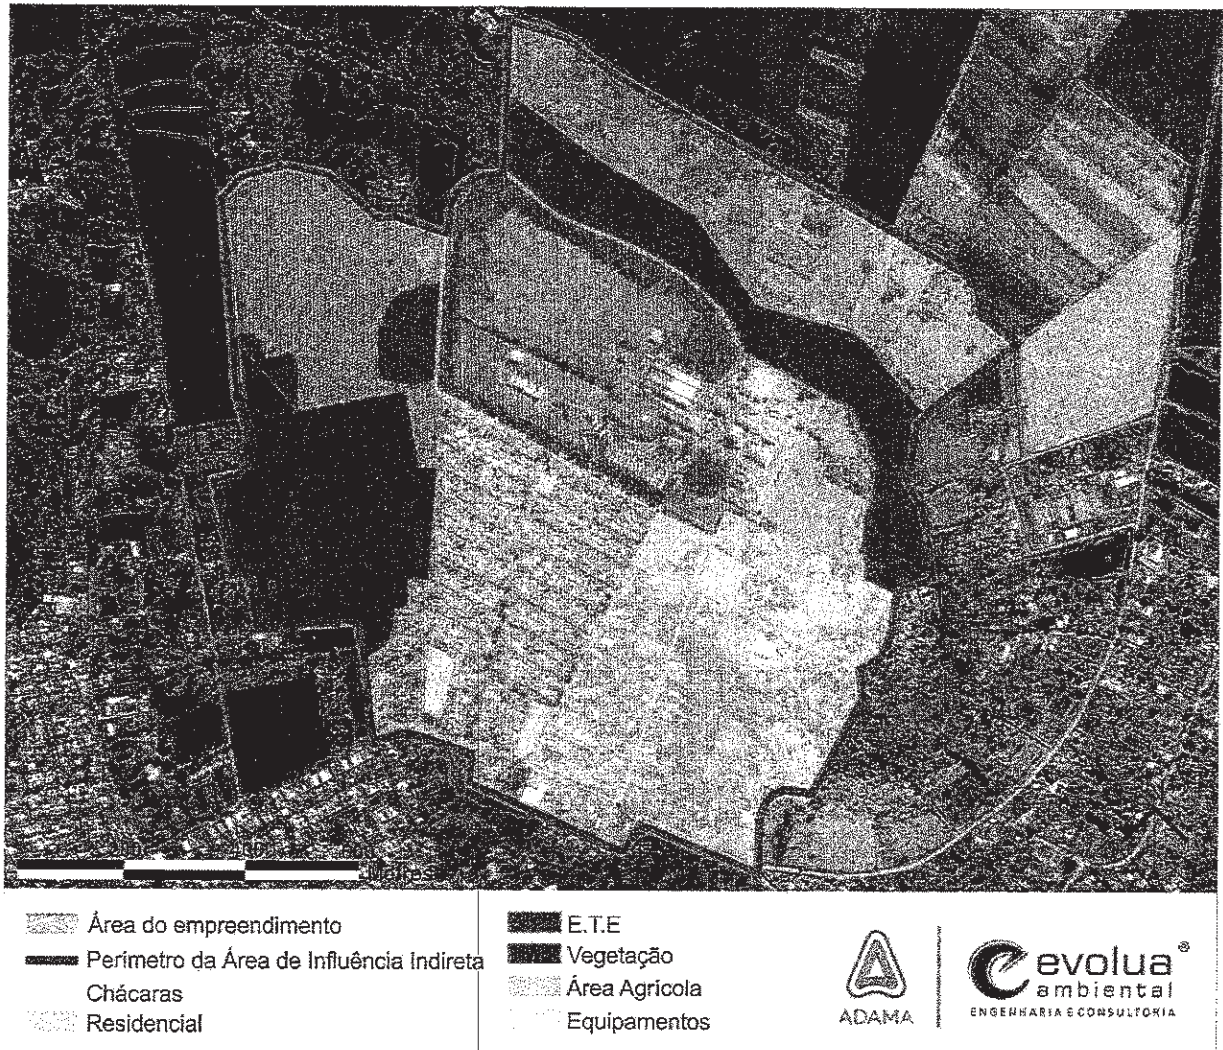 Metres
Área do empreendimento
Perímetro da Área de Influência Indireta
Chácaras
Residencial
E.T.E
Vegetação
Área Agrícola
Equipamentos
ADAMA
evolua®
ambiental
ENGENHARIA E CONSULTORIA